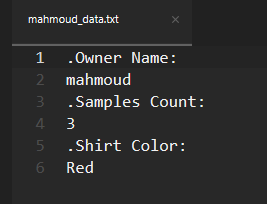 mahmoud_data.txt ×
1 .Owner Name:
2 mahmoud
3 .Samples Count:
4 3
5 .Shirt Color:
6 Red